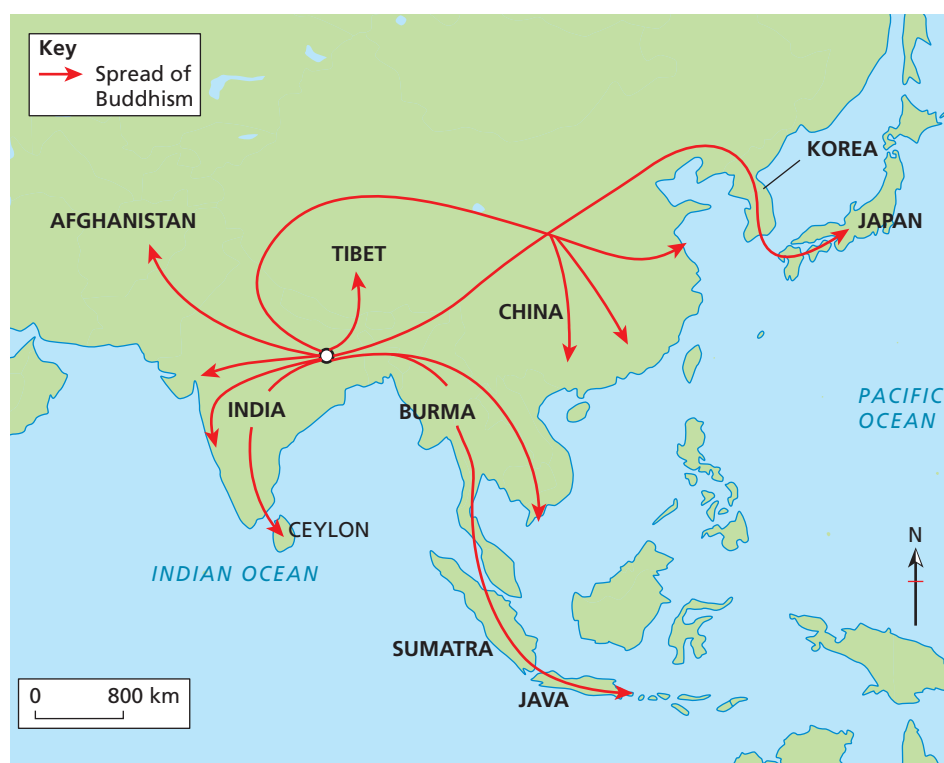 Key
Spread of
Buddhism
KOREA
AFGHANISTAN
JAPAN
TIBET
CHINA
PACIFIC
OCEAN
INDIA
BURMA
CEYLON
N
INDIAN OCEAN
SUMATRA
0 800 km
JAVA